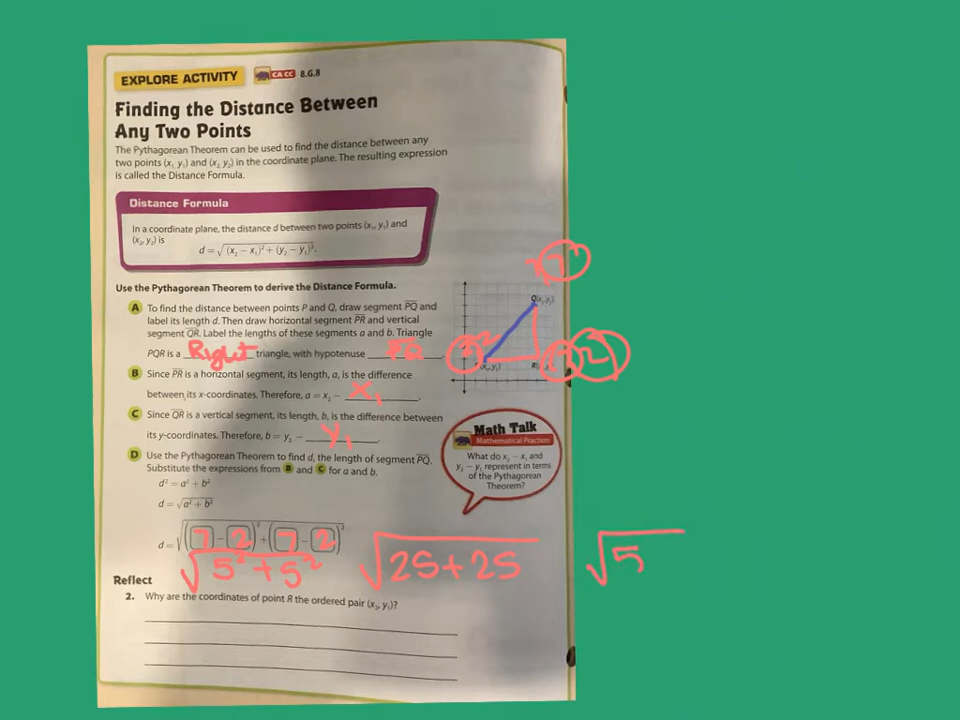 EXPLORE ACTIVITY CA CC 8.G.8
Finding the Distance Between
Any Two Points
The Pythagorean Theorem can be used to find the distance between any
two points (x₁, y₁) and (x₂, y₂) in the coordinate plane. The resulting expression
is called the Distance Formula.
Distance Formula
In a coordinate plane, the distance d between two points (x₁, y₁) and
(x₂, y₂) is
d = √(x₂ − x₁)² + (y₂ − y₁)².
Use the Pythagorean Theorem to derive the Distance Formula.
A To find the distance between points P and Q, draw segment PQ and
label its length d. Then draw horizontal segment PR and vertical
segment QR. Label the lengths of these segments a and b. Triangle
PQR is a Right triangle, with hypotenuse PQ.
B Since PR is a horizontal segment, its length, a, is the difference
between its x-coordinates. Therefore, a = x₂ − x₁.
C Since QR is a vertical segment, its length, b, is the difference between
its y-coordinates. Therefore, b = y₂ − y₁.
D Use the Pythagorean Theorem to find d, the length of segment PQ.
Substitute the expressions from B and C for a and b.
d² = a² + b²
d = √a² + b²
d = √(7 − 2)² + (7 − 2)²
√5² + 5² √25+25 √5
Q(x₂, y₂)
Math Talk
Mathematical Practices
What do x₂ − x₁ and
y₂ − y₁ represent in terms
of the Pythagorean
Theorem?
Reflect
2. Why are the coordinates of point R the ordered pair (x₂, y₁)?